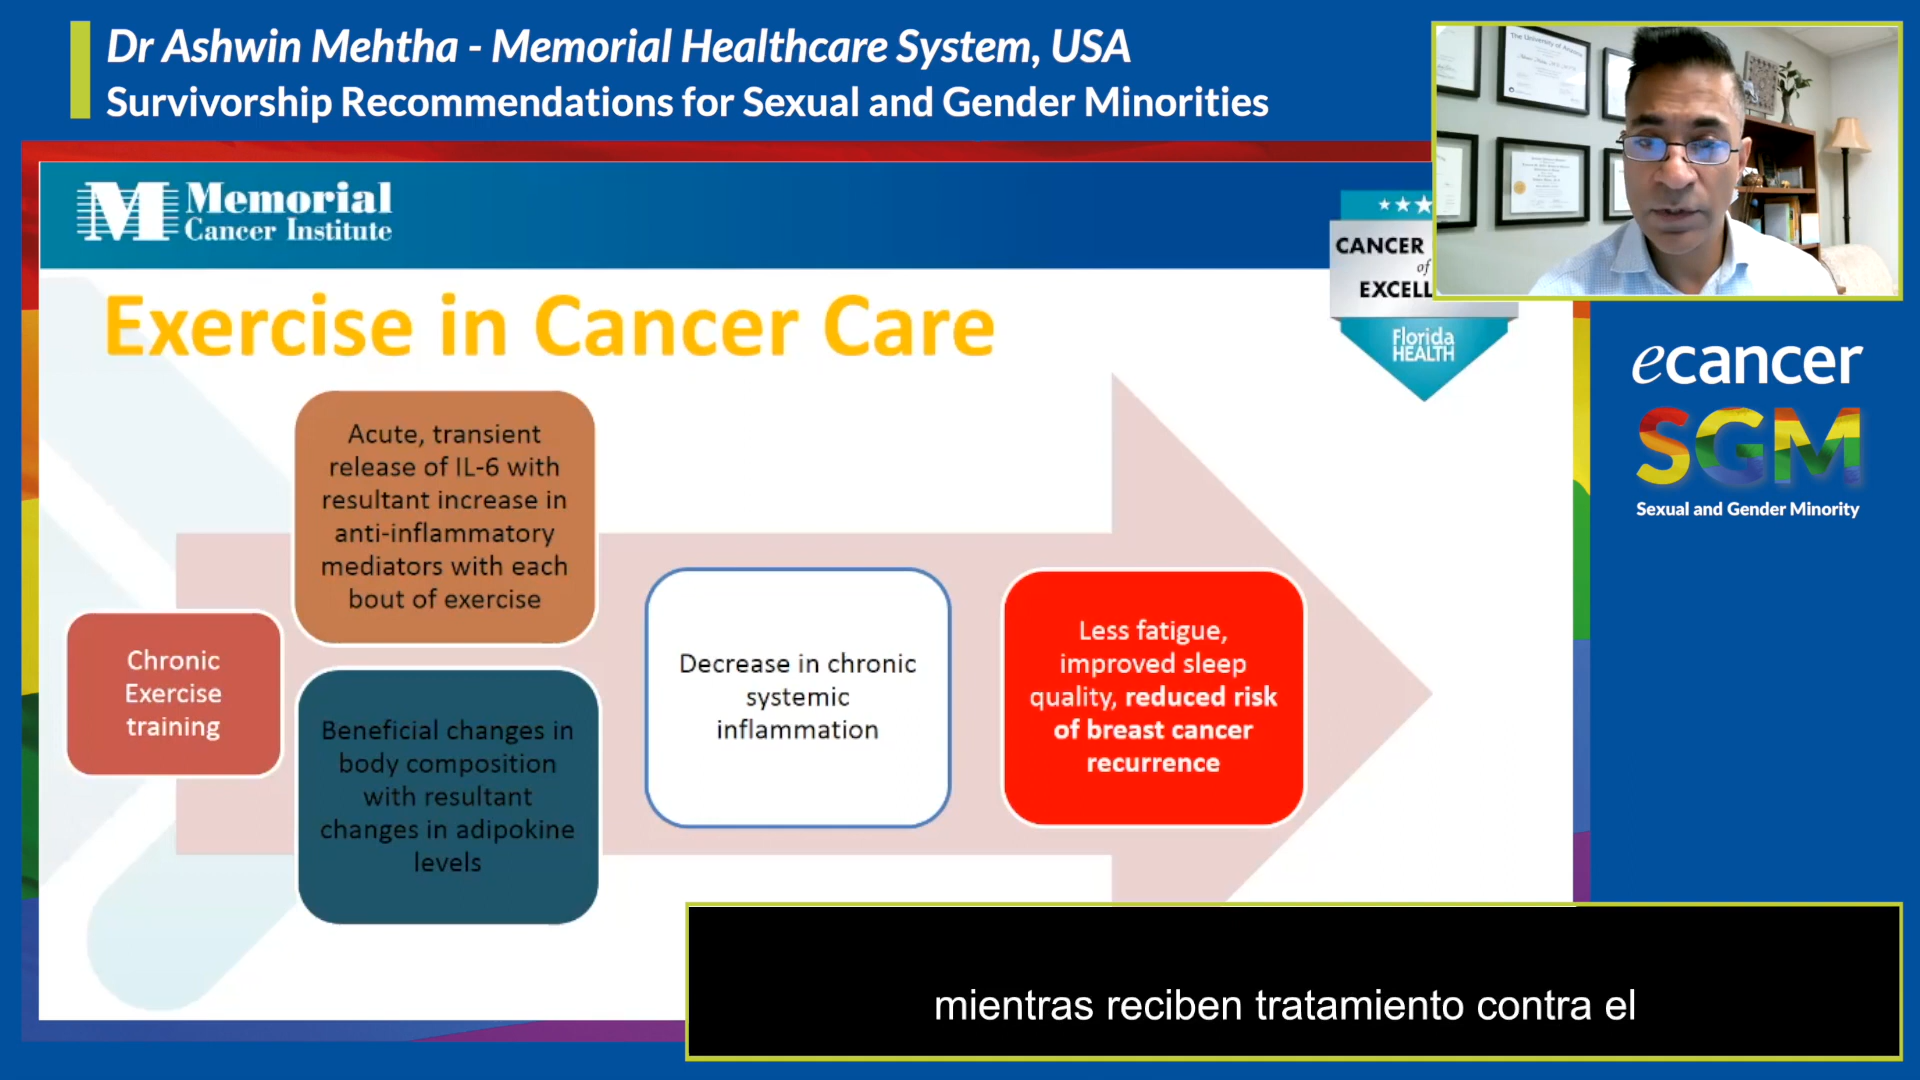 Dr Ashwin Mehtha - Memorial Healthcare System, USA
Survivorship Recommendations for Sexual and Gender Minorities
Memorial
Cancer Institute
CANCER
of
EXCELL
Florida
HEALTH
Exercise in Cancer Care
Acute, transient
release of IL-6 with
resultant increase in
anti-inflammatory
mediators with each
bout of exercise
Chronic
Exercise
training
Beneficial changes in
body composition
with resultant
changes in adipokine
levels
Decrease in chronic
systemic
inflammation
Less fatigue,
improved sleep
quality, reduced risk
of breast cancer
recurrence
ecancer
SGM
Sexual and Gender Minority
mientras reciben tratamiento contra el